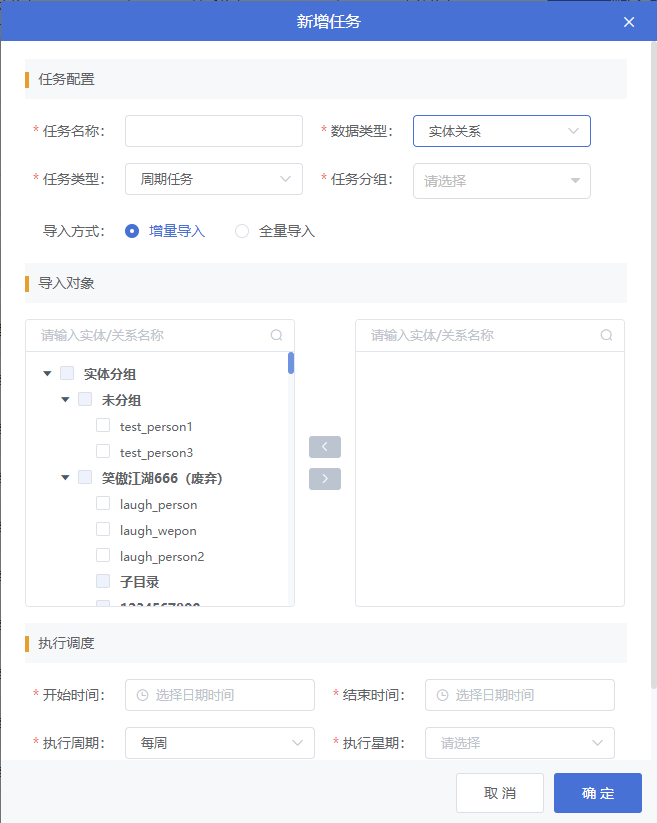 新增任务
任务配置
* 任务名称:
* 数据类型: 实体关系
* 任务类型: 周期任务
* 任务分组: 请选择
导入方式: 增量导入 全量导入
导入对象
请输入实体/关系名称 请输入实体/关系名称
实体分组
未分组
test_person1
test_person3
笑傲江湖666（废弃）
laugh_person
laugh_wepon
laugh_person2
子目录
执行调度
* 开始时间: 选择日期时间 * 结束时间: 选择日期时间
* 执行周期: 每周 * 执行星期: 请选择
取 消 确 定